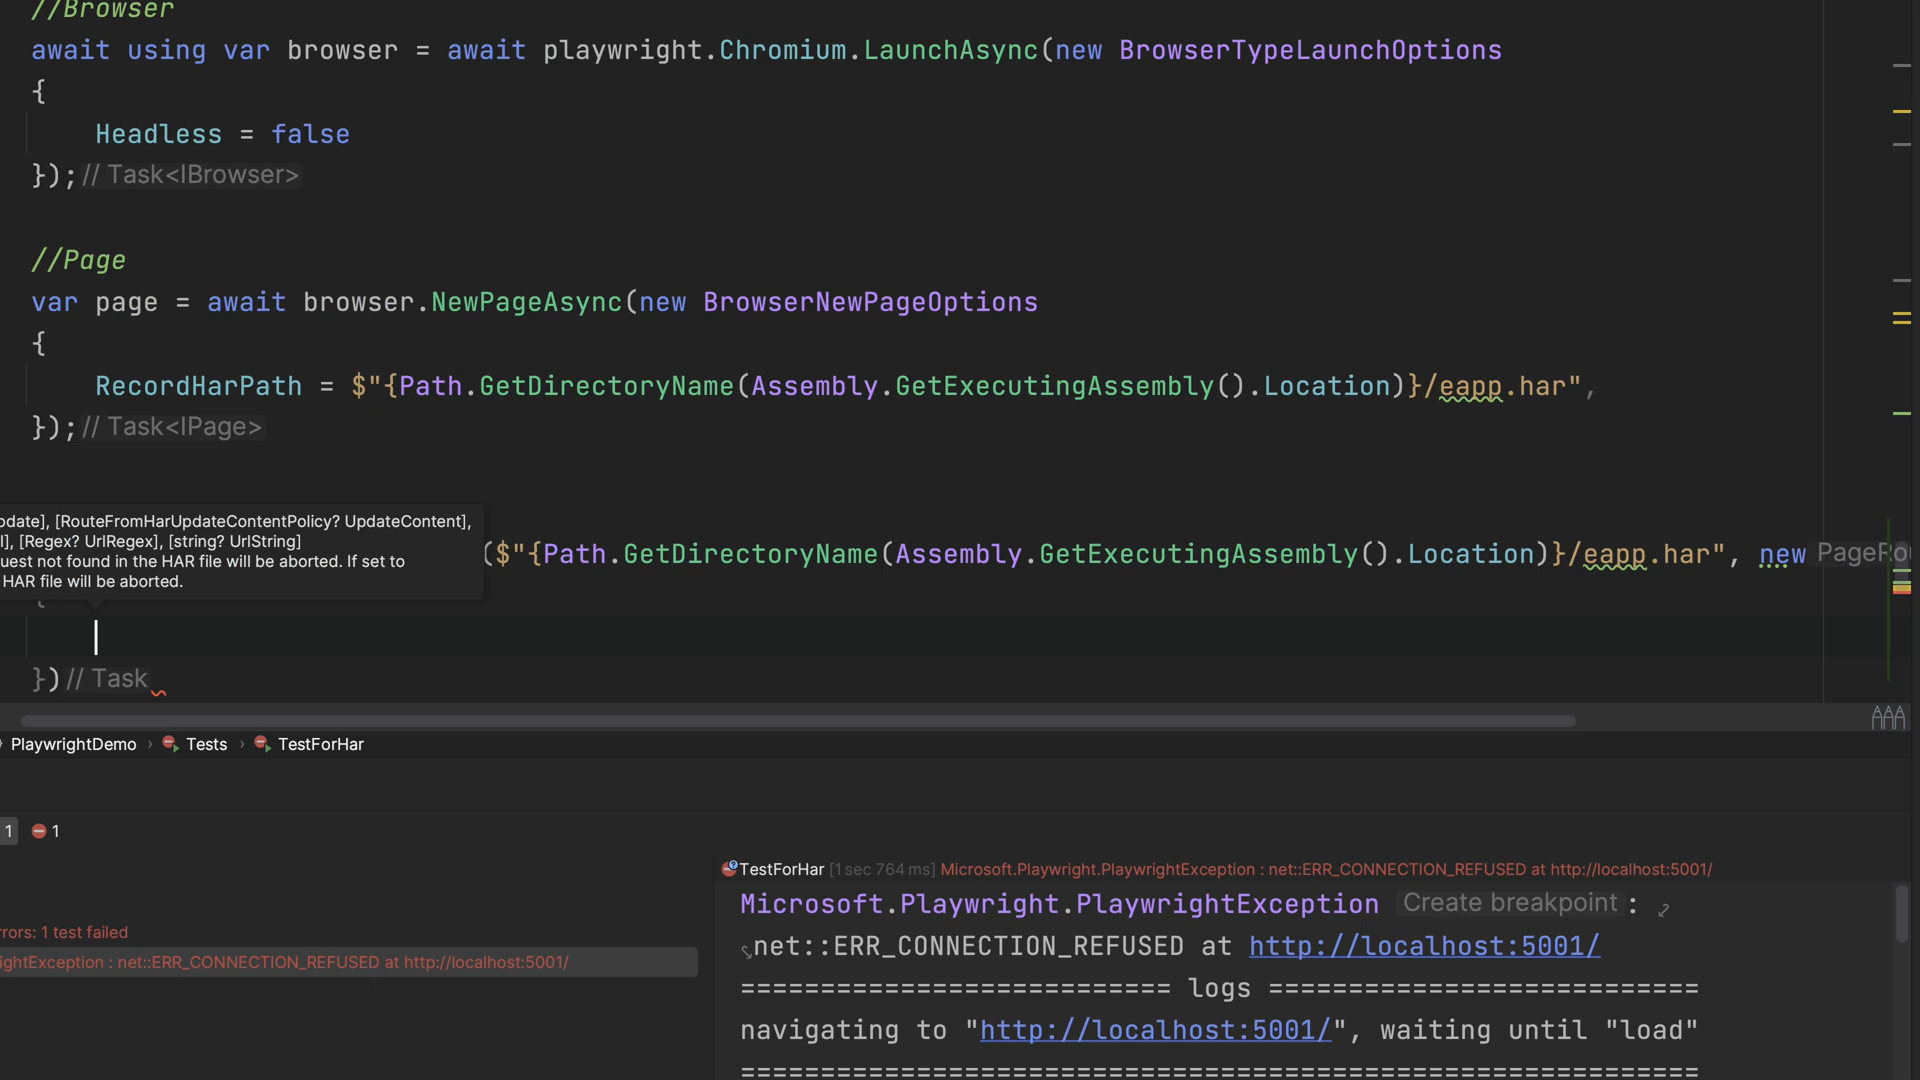 //Browser
await using var browser = await playwright.Chromium.LaunchAsync(new BrowserTypeLaunchOptions
{
Headless = false
});// Task<IBrowser>
//Page
var page = await browser.NewPageAsync(new BrowserNewPageOptions
{
RecordHarPath = $"{Path.GetDirectoryName(Assembly.GetExecutingAssembly().Location)}/eapp.har",
});// Task<IPage>
pdate], [RouteFromHarUpdateContentPolicy? UpdateContent],
l], [Regex? UrlRegex], [string? UrlString]
uest not found in the HAR file will be aborted. If set to
HAR file will be aborted.
($"{Path.GetDirectoryName(Assembly.GetExecutingAssembly().Location)}/eapp.har", new PageRou
{
})// Task
PlaywrightDemo › Tests › TestForHar
1 1
TestForHar [1 sec 764 ms] Microsoft.Playwright.PlaywrightException : net::ERR_CONNECTION_REFUSED at http://localhost:5001/
Microsoft.Playwright.PlaywrightException Create breakpoint :
net::ERR_CONNECTION_REFUSED at http://localhost:5001/
=========================== logs ===========================
navigating to "http://localhost:5001/", waiting until "load"
============================================================
rrors: 1 test failed
ightException : net::ERR_CONNECTION_REFUSED at http://localhost:5001/